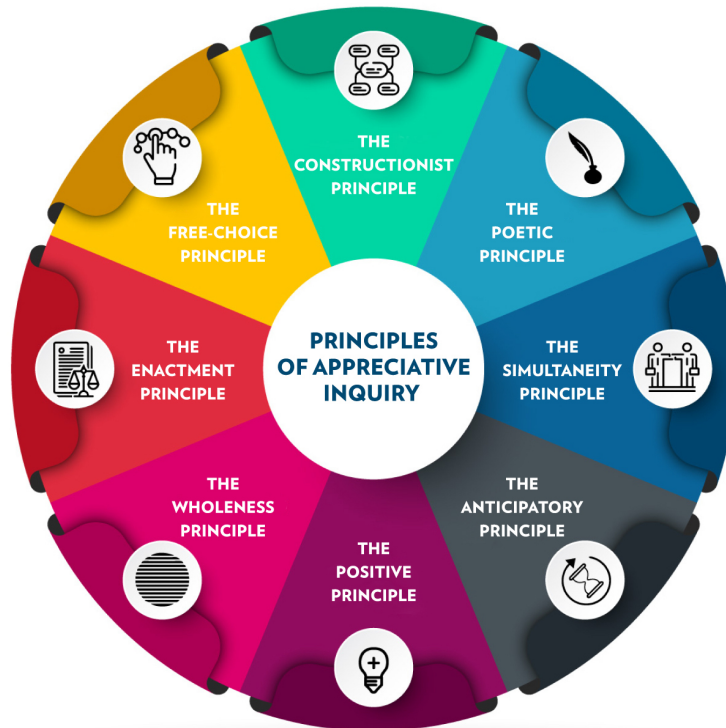 PRINCIPLES
OF APPRECIATIVE
INQUIRY
THE
CONSTRUCTIONIST
PRINCIPLE
THE
POETIC
PRINCIPLE
THE
SIMULTANEITY
PRINCIPLE
THE
ANTICIPATORY
PRINCIPLE
THE
POSITIVE
PRINCIPLE
THE
WHOLENESS
PRINCIPLE
THE
ENACTMENT
PRINCIPLE
THE
FREE-CHOICE
PRINCIPLE